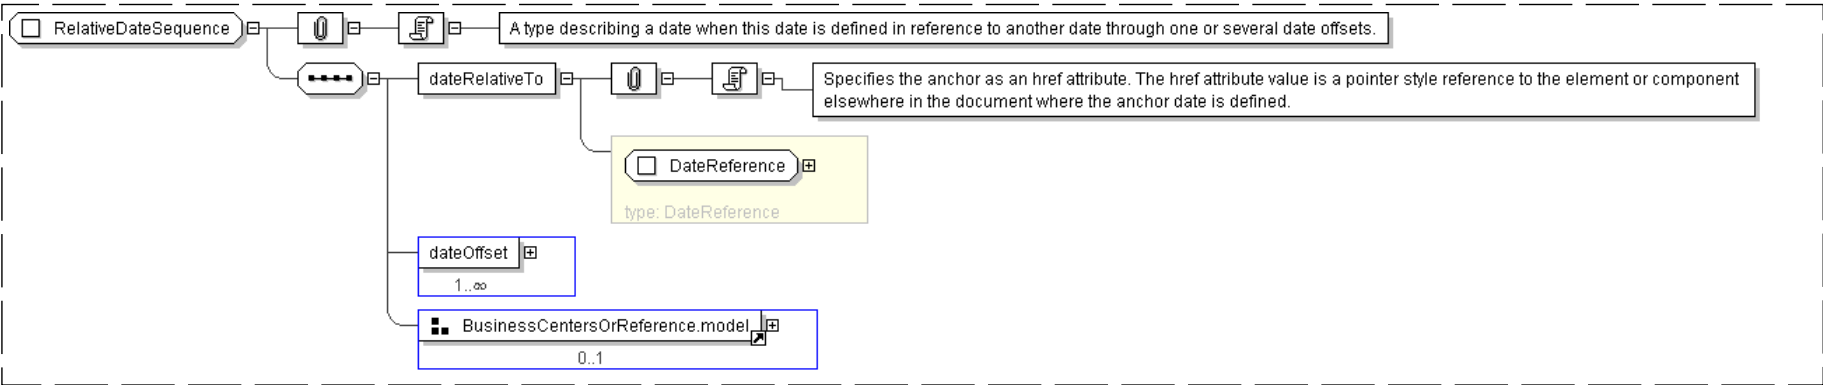 RelativeDateSequence
A type describing a date when this date is defined in reference to another date through one or several date offsets.
dateRelativeTo
Specifies the anchor as an href attribute. The href attribute value is a pointer style reference to the element or component
elsewhere in the document where the anchor date is defined.
DateReference
type: DateReference
dateOffset
1..∞
BusinessCentersOrReference.model
0..1